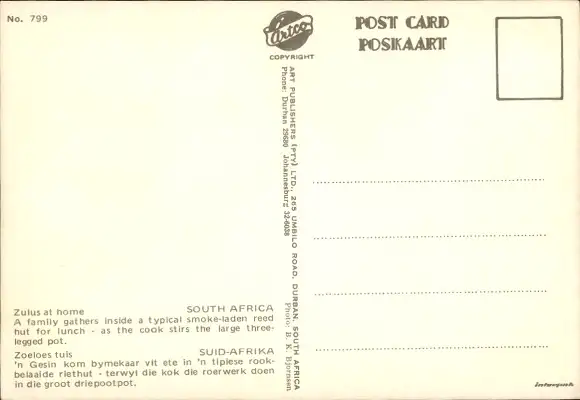 No. 799
Artco
COPYRIGHT
POST CARD
POSKAART
ART PUBLISHERS (PTY) LTD., 265 UMBILO ROAD, DURBAN, SOUTH AFRICA
Phone: Durban 29680 Johannesburg 32-6038 Photo: B. K. Bjornsen
Zulus at home SOUTH AFRICA
A family gathers inside a typical smoke-laden reed
hut for lunch - as the cook stirs the large three-
legged pot.
Zoeloes tuis SUID-AFRIKA
'n Gesin kom bymekaar vit ete in 'n tiplese rook-
belaaide riethut - terwyl die kok die roerwerk doen
in die groot driepootpot.